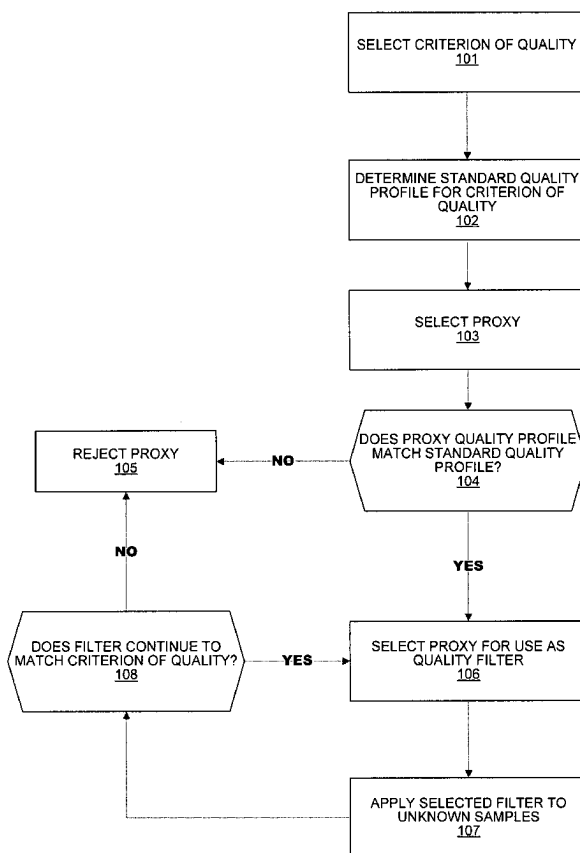 SELECT CRITERION OF QUALITY
101
DETERMINE STANDARD QUALITY
PROFILE FOR CRITERION OF
QUALITY
102
SELECT PROXY
103
DOES PROXY QUALITY PROFILE
MATCH STANDARD QUALITY
PROFILE?
104
NO
REJECT PROXY
105
YES
NO
DOES FILTER CONTINUE TO
MATCH CRITERION OF QUALITY?
108
YES
SELECT PROXY FOR USE AS
QUALITY FILTER
106
APPLY SELECTED FILTER TO
UNKNOWN SAMPLES
107